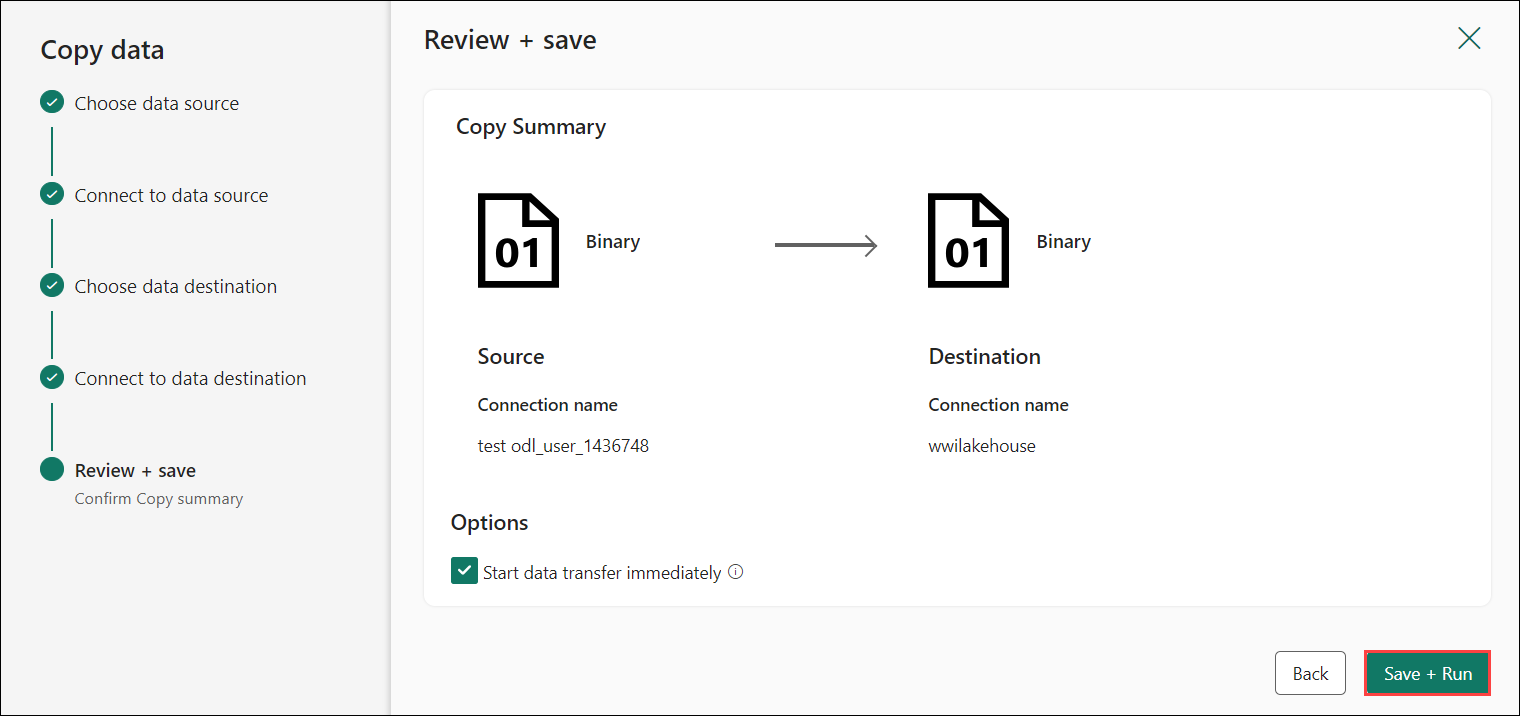 Copy data
Choose data source
Connect to data source
Choose data destination
Connect to data destination
Review + save
Confirm Copy summary
Review + save
Copy Summary
01
Binary
01
Binary
Source
Connection name
test odl_user_1436748
Destination
Connection name
wwilakehouse
Options
Start data transfer immediately
Back
Save + Run